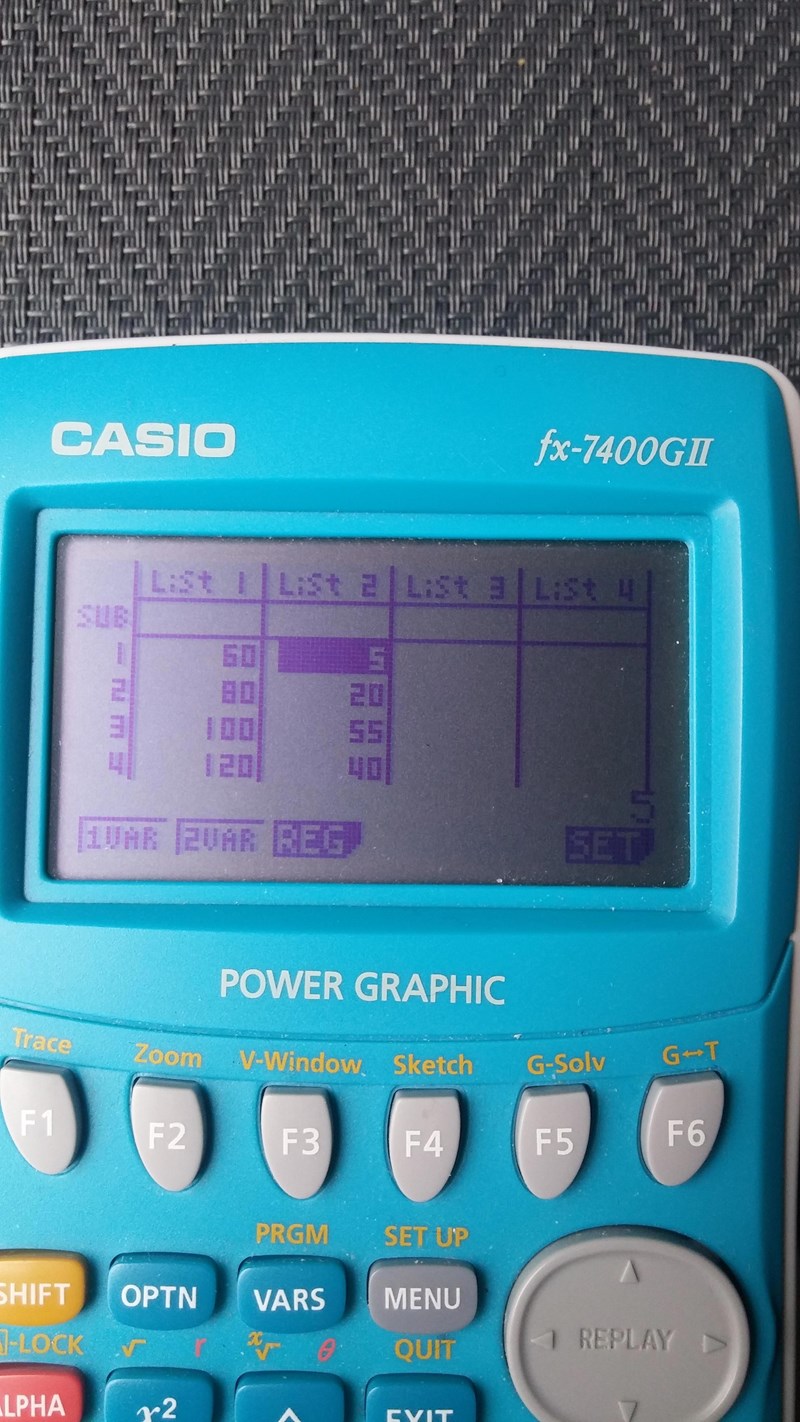 CASIO fx-7400GII
List 1 List 2 List 3 List 4
SUB
1 60 5
2 80 20
3 100 55
4 120 40
5
1VAR 2VAR REG SET
POWER GRAPHIC
Trace Zoom V-Window Sketch G-Solv G↔T
F1 F2 F3 F4 F5 F6
PRGM SET UP
SHIFT OPTN VARS MENU
-LOCK √ r ˣ√ θ QUIT
REPLAY
ALPHA x² ^ EXIT